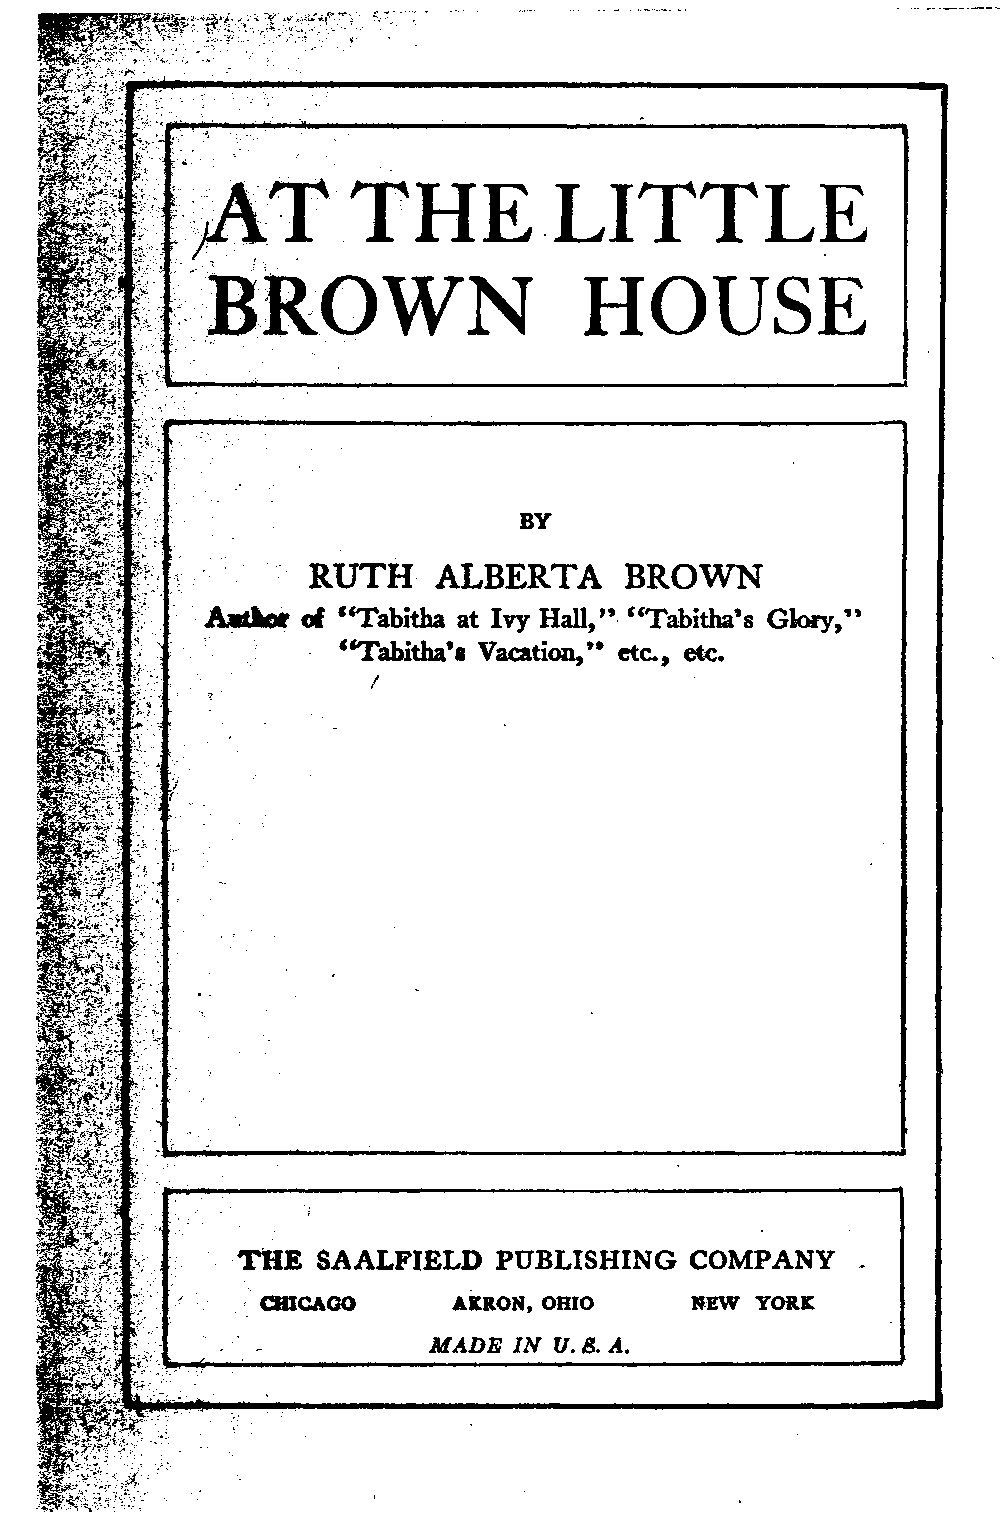 AT THE LITTLE
BROWN HOUSE
BY
RUTH ALBERTA BROWN
Author of "Tabitha at Ivy Hall," "Tabitha's Glory,"
"Tabitha's Vacation," etc., etc.
THE SAALFIELD PUBLISHING COMPANY
CHICAGO AKRON, OHIO NEW YORK
MADE IN U. S. A.